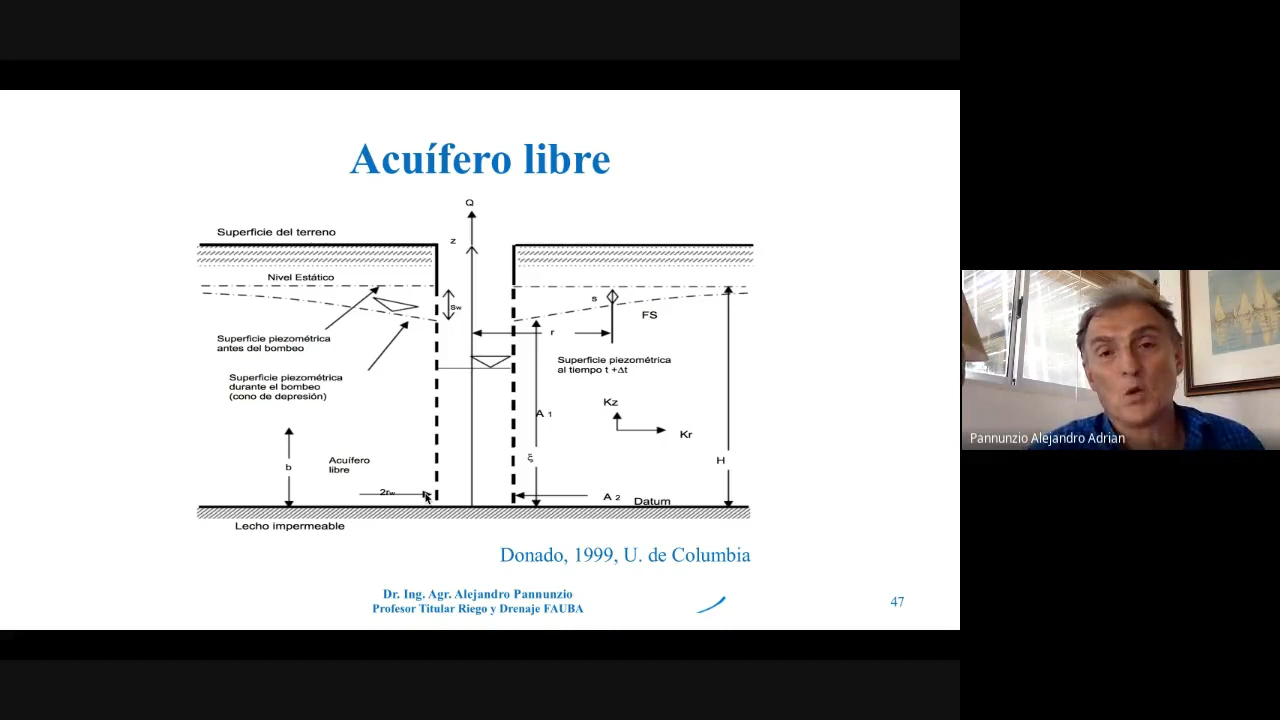 Acuífero libre
Q
Superficie del terreno
z
Nivel Estático
s
sw
FS
r
Superficie piezométrica
antes del bombeo
Superficie piezométrica
al tiempo t +Δt
Superficie piezométrica
durante el bombeo
(cono de depresión)
Kz
A 1
Kr
Acuífero
libre
b
ξ
H
2rw
A 2
Datum
Lecho impermeable
Donado, 1999, U. de Columbia
Dr. Ing. Agr. Alejandro Pannunzio
Profesor Titular Riego y Drenaje FAUBA
47
Pannunzio Alejandro Adrian